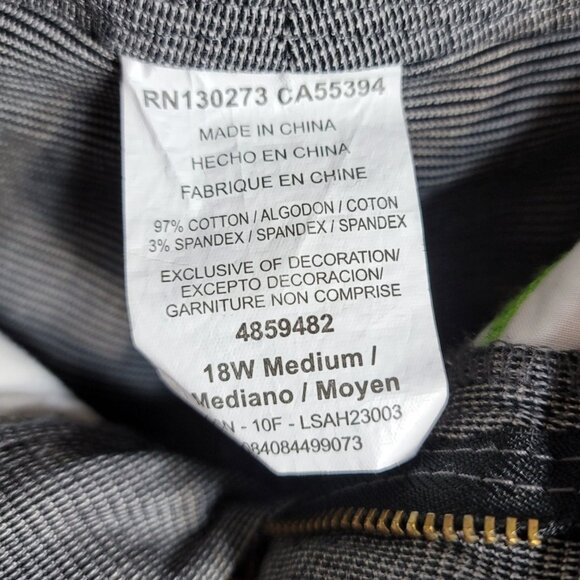 RN130273 CA55394
MADE IN CHINA
HECHO EN CHINA
FABRIQUE EN CHINE
97% COTTON / ALGODON / COTON
3% SPANDEX / SPANDEX / SPANDEX
EXCLUSIVE OF DECORATION/
EXCEPTO DECORACION/
GARNITURE NON COMPRISE
4859482
18W Medium /
Mediano / Moyen
- 10F - LSAH23003
084084499073